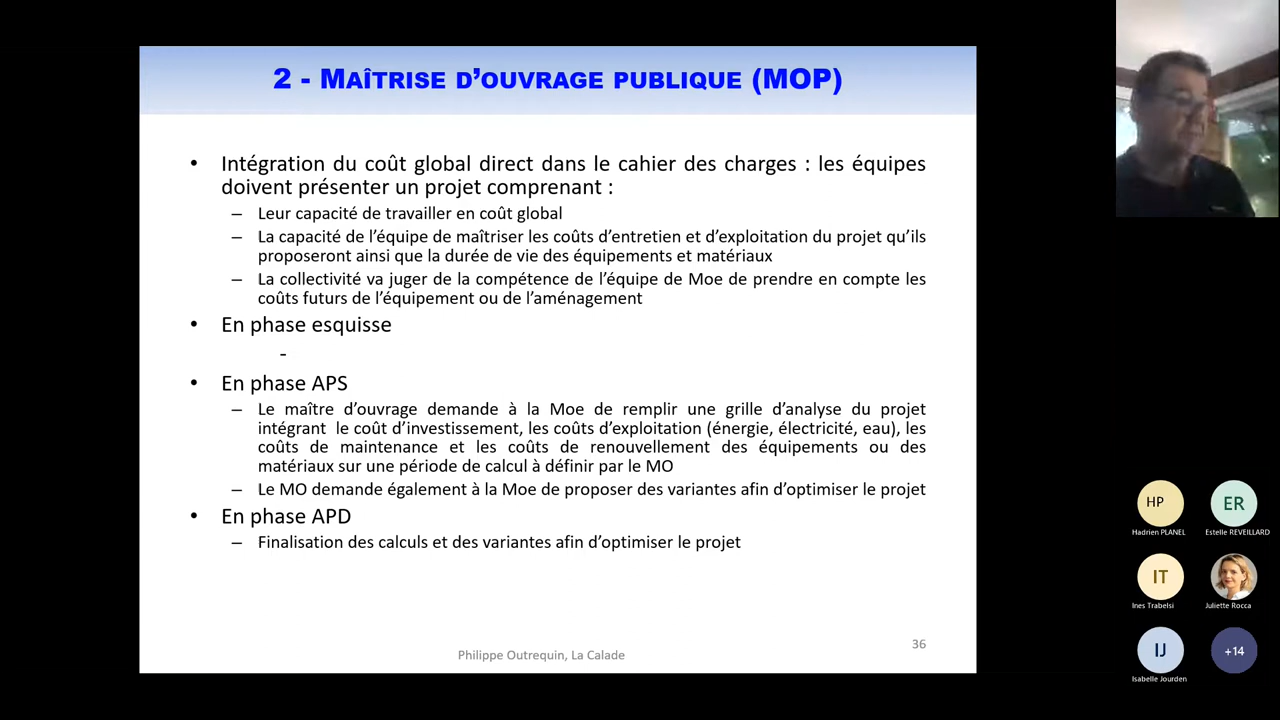 2 - Maîtrise d’ouvrage publique (MOP)
• Intégration du coût global direct dans le cahier des charges : les équipes
doivent présenter un projet comprenant :
– Leur capacité de travailler en coût global
– La capacité de l’équipe de maîtriser les coûts d’entretien et d’exploitation du projet qu’ils
proposeront ainsi que la durée de vie des équipements et matériaux
– La collectivité va juger de la compétence de l’équipe de Moe de prendre en compte les
coûts futurs de l’équipement ou de l’aménagement
• En phase esquisse
-
• En phase APS
– Le maître d’ouvrage demande à la Moe de remplir une grille d’analyse du projet
intégrant le coût d’investissement, les coûts d’exploitation (énergie, électricité, eau), les
coûts de maintenance et les coûts de renouvellement des équipements ou des
matériaux sur une période de calcul à définir par le MO
– Le MO demande également à la Moe de proposer des variantes afin d’optimiser le projet
• En phase APD
– Finalisation des calculs et des variantes afin d’optimiser le projet
36
Philippe Outrequin, La Calade
HP
ER
Hadrien PLANEL
Estelle REVEILLARD
IT
Ines Trabelsi
Juliette Rocca
IJ
+14
Isabelle Jourden